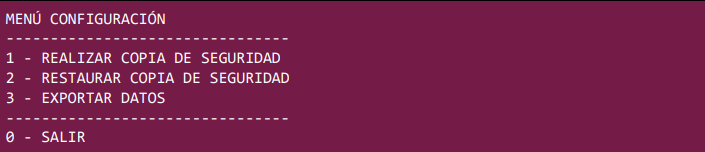 MENÚ CONFIGURACIÓN
--------------------------------
1 - REALIZAR COPIA DE SEGURIDAD
2 - RESTAURAR COPIA DE SEGURIDAD
3 - EXPORTAR DATOS
--------------------------------
0 - SALIR